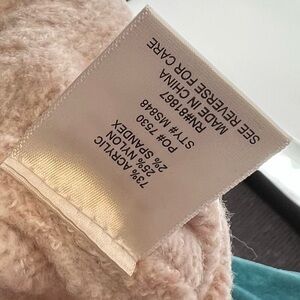 73% ACRYLIC
25% NYLON
2% SPANDEX
PO# 7530
STY# MS848
RN#81867
MADE IN CHINA
SEE REVERSE FOR CARE